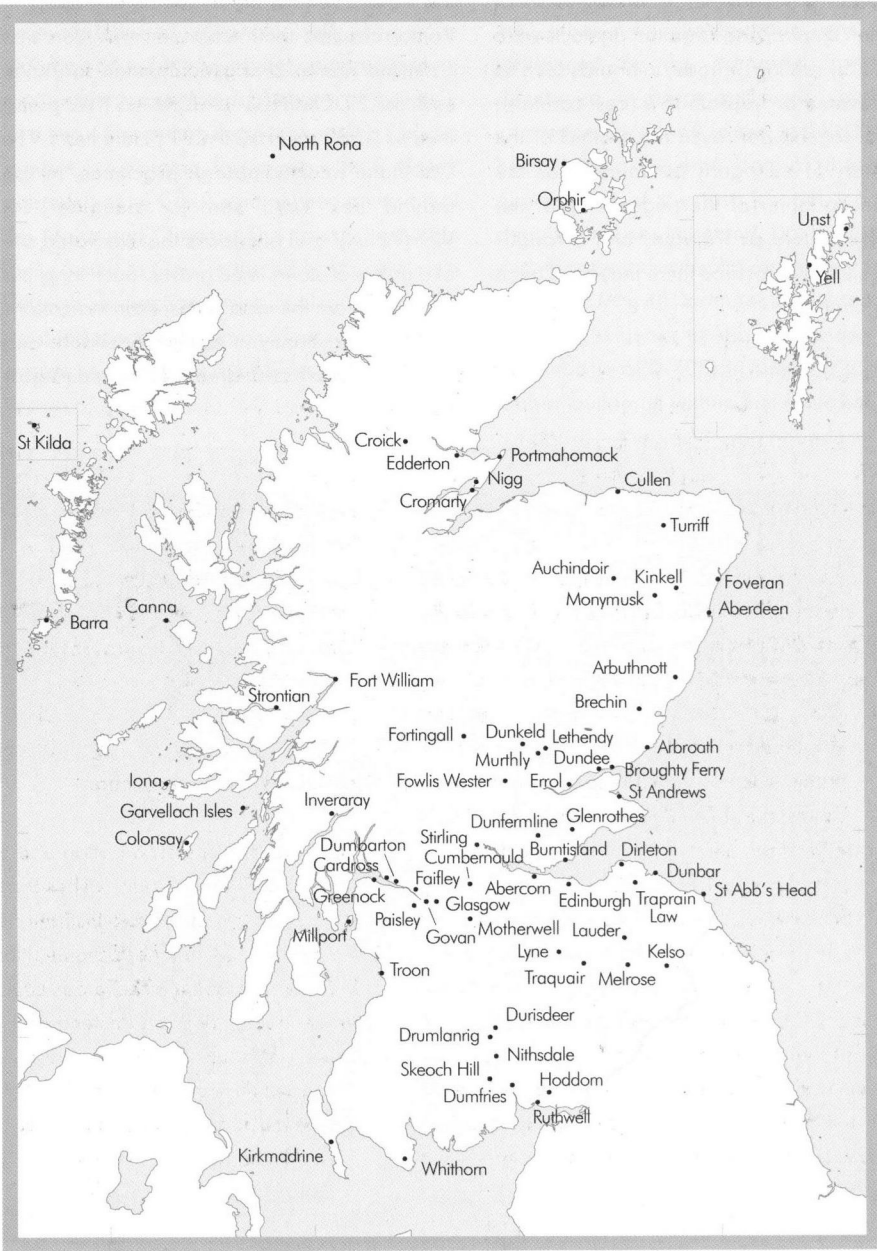 North Rona
Birsay
Orphir
Unst
Yell
St Kilda
Croick
Edderton
Portmahomack
Nigg
Cromarty
Cullen
Turriff
Auchindoir
Kinkell
Foveran
Monymusk
Aberdeen
Canna
Barra
Arbuthnott
Fort William
Strontian
Brechin
Fortingall
Dunkeld
Lethendy
Murthly
Dundee
Arbroath
Broughty Ferry
Iona
Fowlis Wester
Errol
St Andrews
Garvellach Isles
Inveraray
Colonsay
Dunfermline
Glenrothes
Stirling
Dumbarton
Cumbernauld
Burntisland
Dirleton
Cardross
Faifley
Dunbar
Greenock
Abercorn
Edinburgh
Traprain
Law
St Abb's Head
Paisley
Glasgow
Millport
Govan
Motherwell
Lauder
Lyne
Kelso
Troon
Traquair
Melrose
Durisdeer
Drumlanrig
Nithsdale
Skeoch Hill
Hoddom
Dumfries
Ruthwell
Kirkmadrine
Whithorn